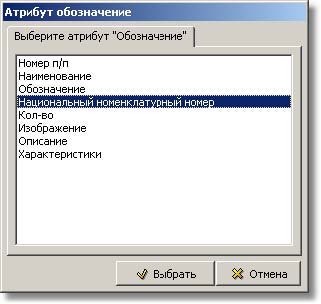 Атрибут обозначение
Выберите атрибут "Обозначение"
Номер п/п
Наименование
Обозначение
Национальный номенклатурный номер
Кол-во
Изображение
Описание
Характеристики
Выбрать
Отмена